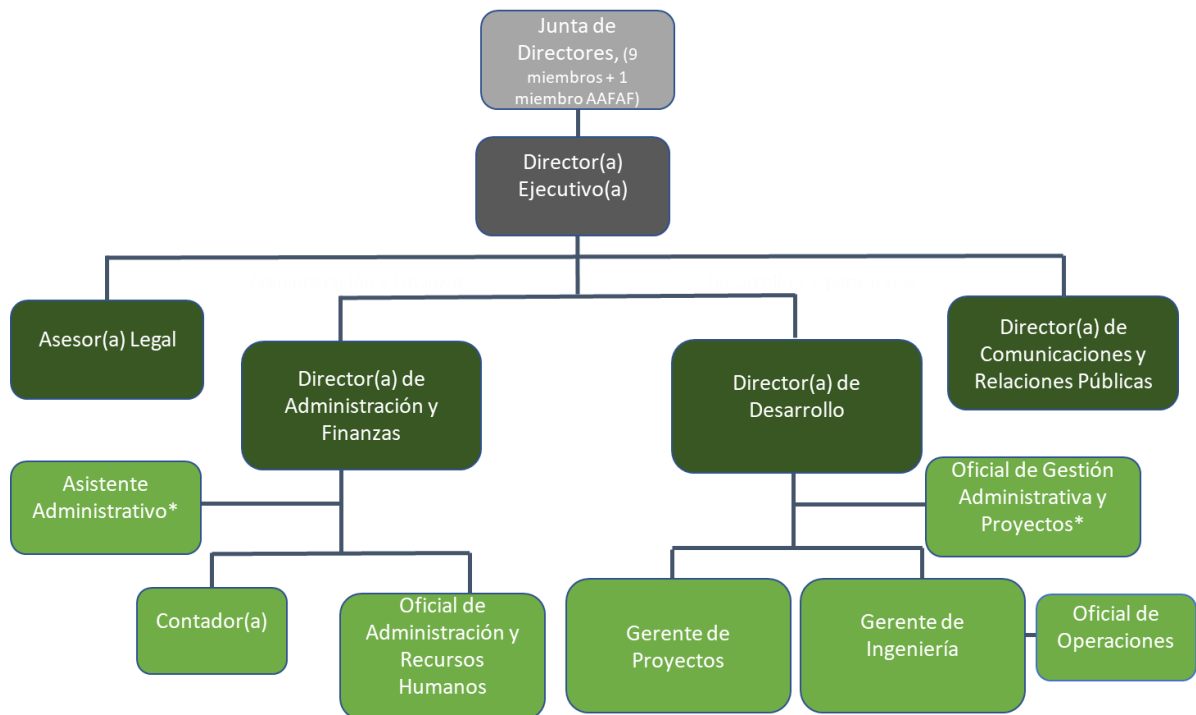 Junta de
Directores, (9
miembros + 1
miembro AAFAF)
Director(a)
Ejecutivo(a)
Asesor(a) Legal
Director(a) de
Administración y
Finanzas
Director(a) de
Desarrollo
Director(a) de
Comunicaciones y
Relaciones Públicas
Asistente
Administrativo*
Oficial de Gestión
Administrativa y
Proyectos*
Contador(a)
Oficial de
Administración y
Recursos
Humanos
Gerente de
Proyectos
Gerente de
Ingeniería
Oficial de
Operaciones